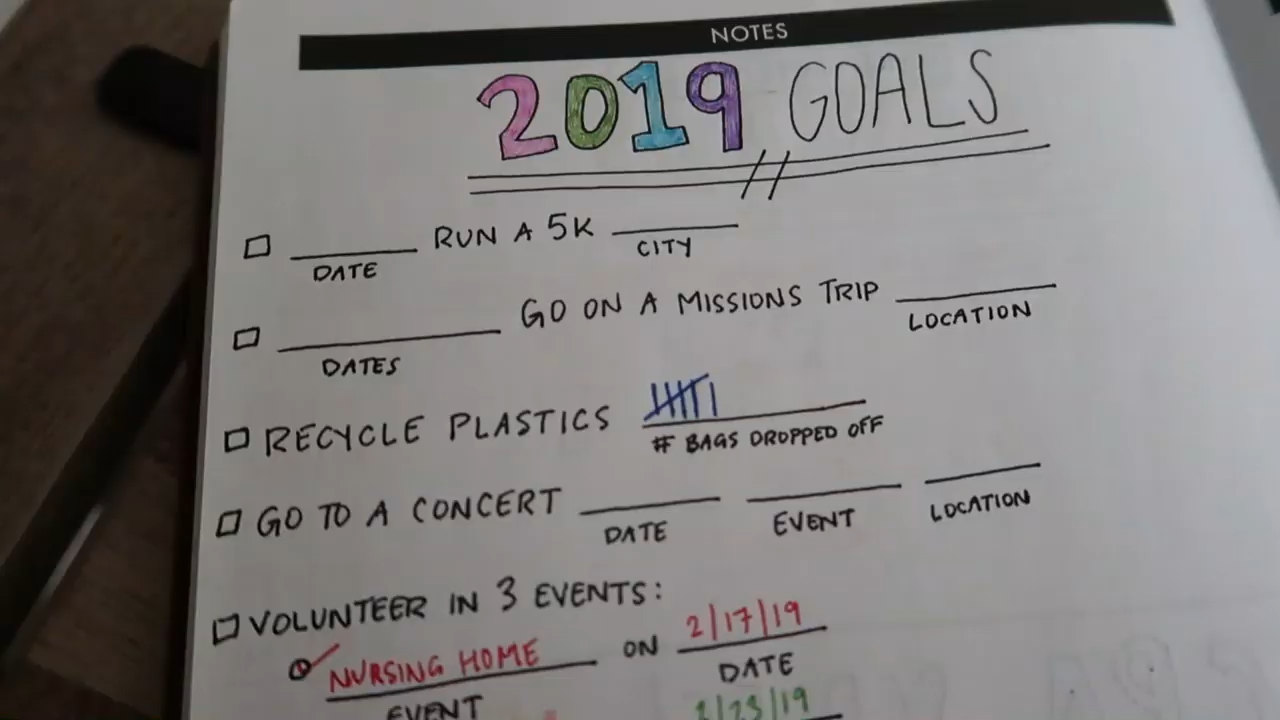 NOTES
2019 // GOALS
RUN A 5K
DATE CITY
GO ON A MISSIONS TRIP
DATES LOCATION
RECYCLE PLASTICS
# BAGS DROPPED OFF
GO TO A CONCERT
DATE EVENT LOCATION
VOLUNTEER IN 3 EVENTS:
NURSING HOME ON 2/17/19
EVENT DATE